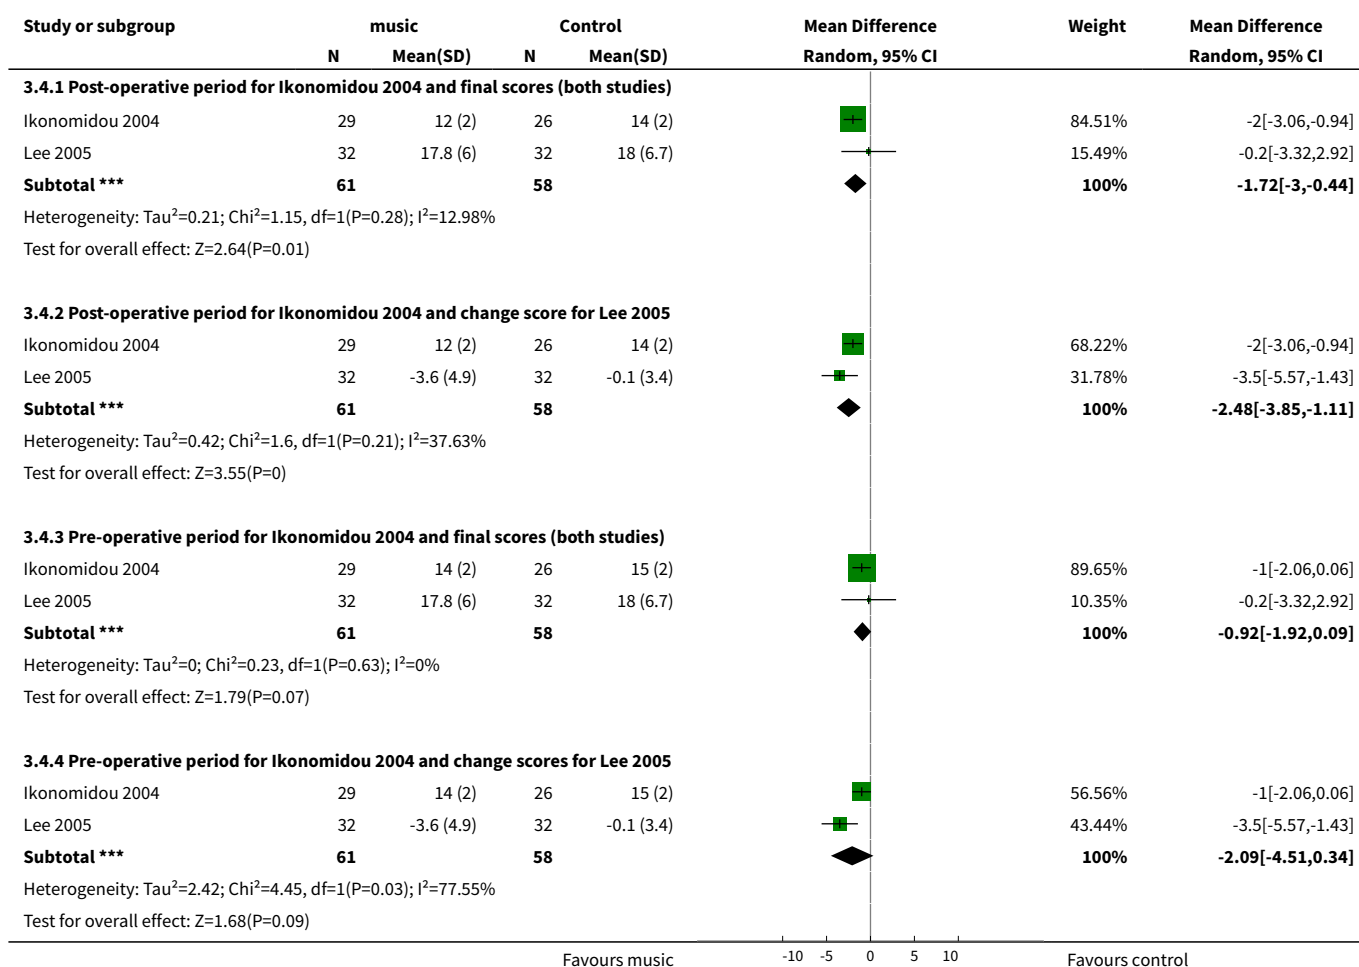 Study or subgroup music Control Mean Difference Weight Mean Difference
N Mean(SD) N Mean(SD) Random, 95% CI Random, 95% CI
3.4.1 Post-operative period for Ikonomidou 2004 and final scores (both studies)
Ikonomidou 2004 29 12 (2) 26 14 (2) 84.51% -2[-3.06,-0.94]
Lee 2005 32 17.8 (6) 32 18 (6.7) 15.49% -0.2[-3.32,2.92]
Subtotal *** 61 58 100% -1.72[-3,-0.44]
Heterogeneity: Tau²=0.21; Chi²=1.15, df=1(P=0.28); I²=12.98%
Test for overall effect: Z=2.64(P=0.01)
3.4.2 Post-operative period for Ikonomidou 2004 and change score for Lee 2005
Ikonomidou 2004 29 12 (2) 26 14 (2) 68.22% -2[-3.06,-0.94]
Lee 2005 32 -3.6 (4.9) 32 -0.1 (3.4) 31.78% -3.5[-5.57,-1.43]
Subtotal *** 61 58 100% -2.48[-3.85,-1.11]
Heterogeneity: Tau²=0.42; Chi²=1.6, df=1(P=0.21); I²=37.63%
Test for overall effect: Z=3.55(P=0)
3.4.3 Pre-operative period for Ikonomidou 2004 and final scores (both studies)
Ikonomidou 2004 29 14 (2) 26 15 (2) 89.65% -1[-2.06,0.06]
Lee 2005 32 17.8 (6) 32 18 (6.7) 10.35% -0.2[-3.32,2.92]
Subtotal *** 61 58 100% -0.92[-1.92,0.09]
Heterogeneity: Tau²=0; Chi²=0.23, df=1(P=0.63); I²=0%
Test for overall effect: Z=1.79(P=0.07)
3.4.4 Pre-operative period for Ikonomidou 2004 and change scores for Lee 2005
Ikonomidou 2004 29 14 (2) 26 15 (2) 56.56% -1[-2.06,0.06]
Lee 2005 32 -3.6 (4.9) 32 -0.1 (3.4) 43.44% -3.5[-5.57,-1.43]
Subtotal *** 61 58 100% -2.09[-4.51,0.34]
Heterogeneity: Tau²=2.42; Chi²=4.45, df=1(P=0.03); I²=77.55%
Test for overall effect: Z=1.68(P=0.09)
Favours music -10 -5 0 5 10 Favours control